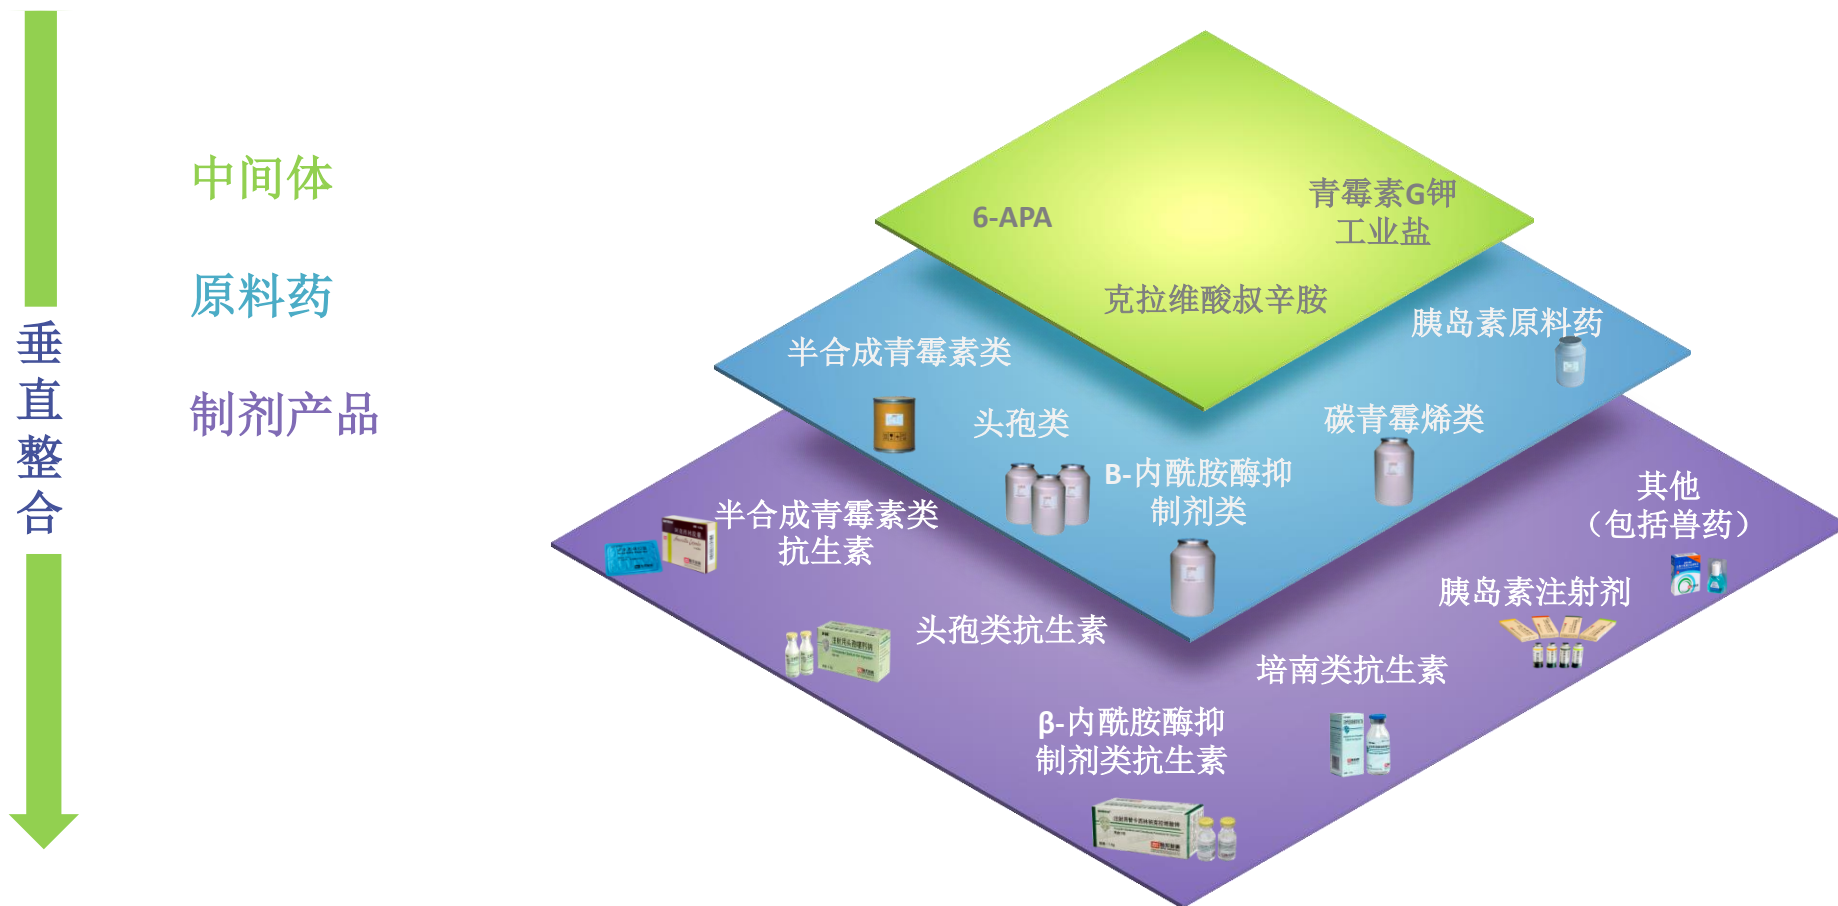 中间体
原料药
制剂产品
垂直整合
6-APA
青霉素G钾
工业盐
克拉维酸叔辛胺
半合成青霉素类
胰岛素原料药
头孢类
碳青霉烯类
B-内酰胺酶抑
制剂类
半合成青霉素类
抗生素
其他
（包括兽药）
胰岛素注射剂
头孢类抗生素
培南类抗生素
β-内酰胺酶抑
制剂类抗生素